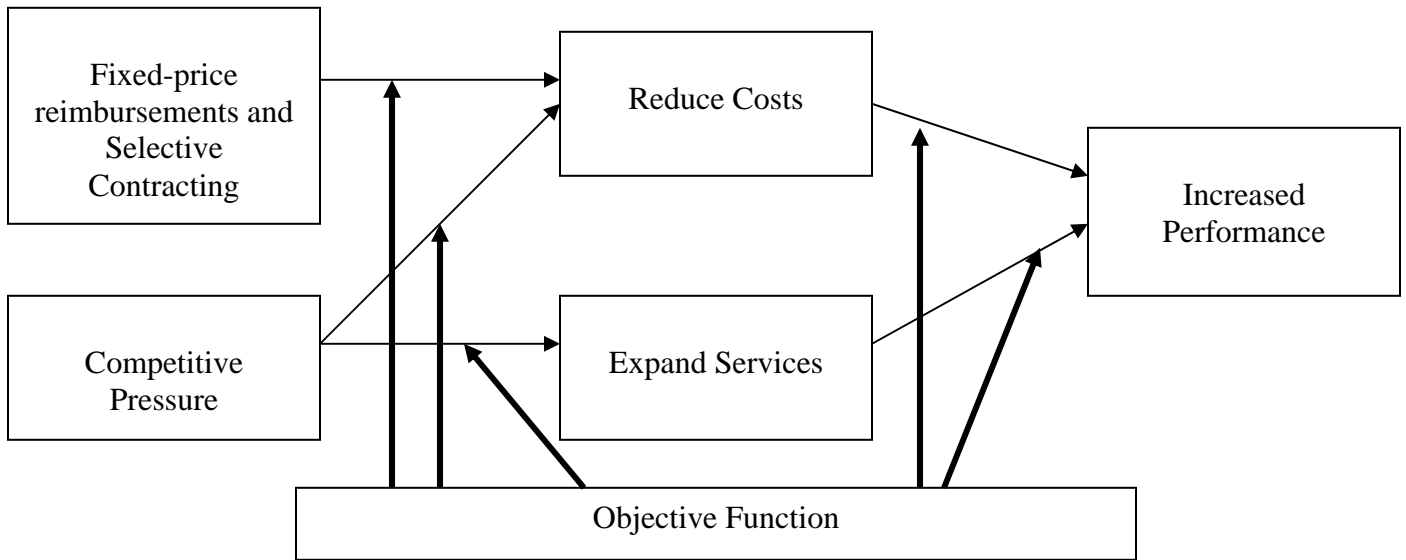 Fixed-price
reimbursements and
Selective
Contracting
Reduce Costs
Increased
Performance
Competitive
Pressure
Expand Services
Objective Function